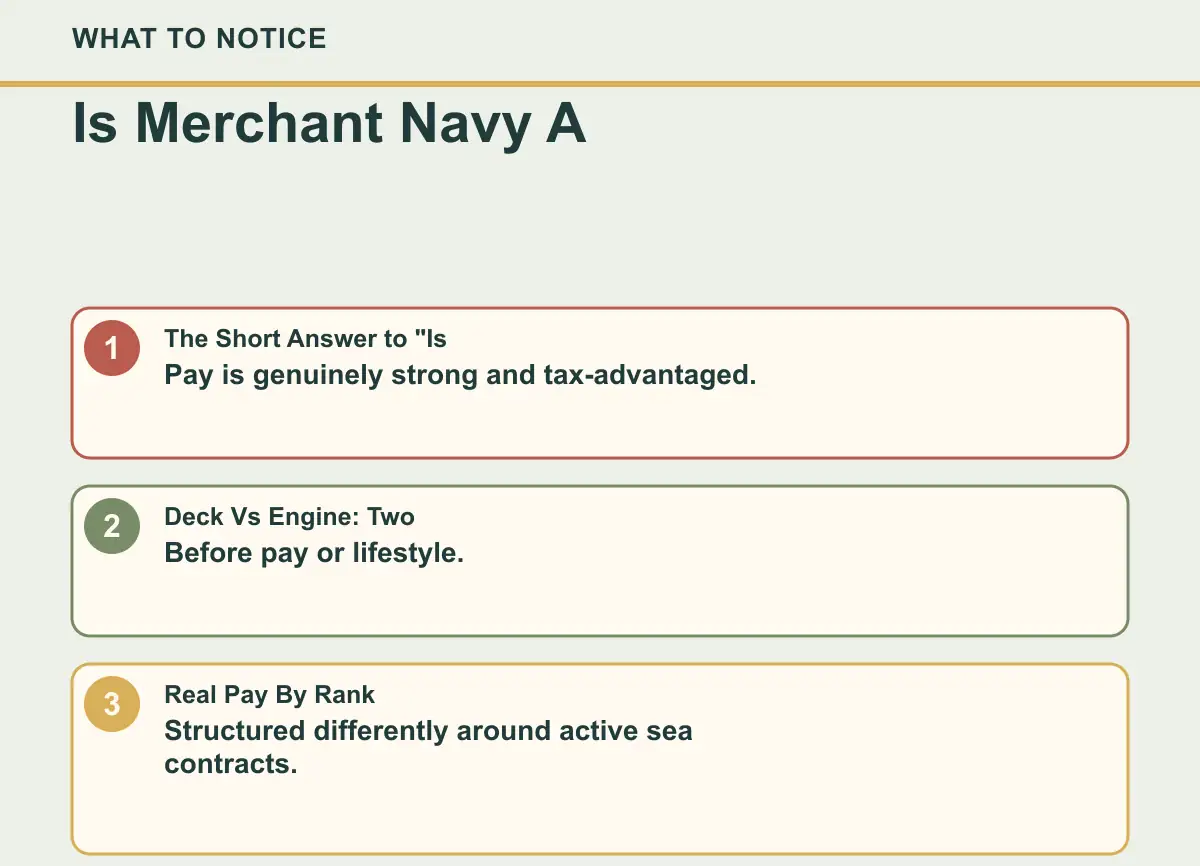 WHAT TO NOTICE
Is Merchant Navy A
1
The Short Answer to "Is
Pay is genuinely strong and tax-advantaged.
2
Deck Vs Engine: Two
Before pay or lifestyle.
3
Real Pay By Rank
Structured differently around active sea
contracts.